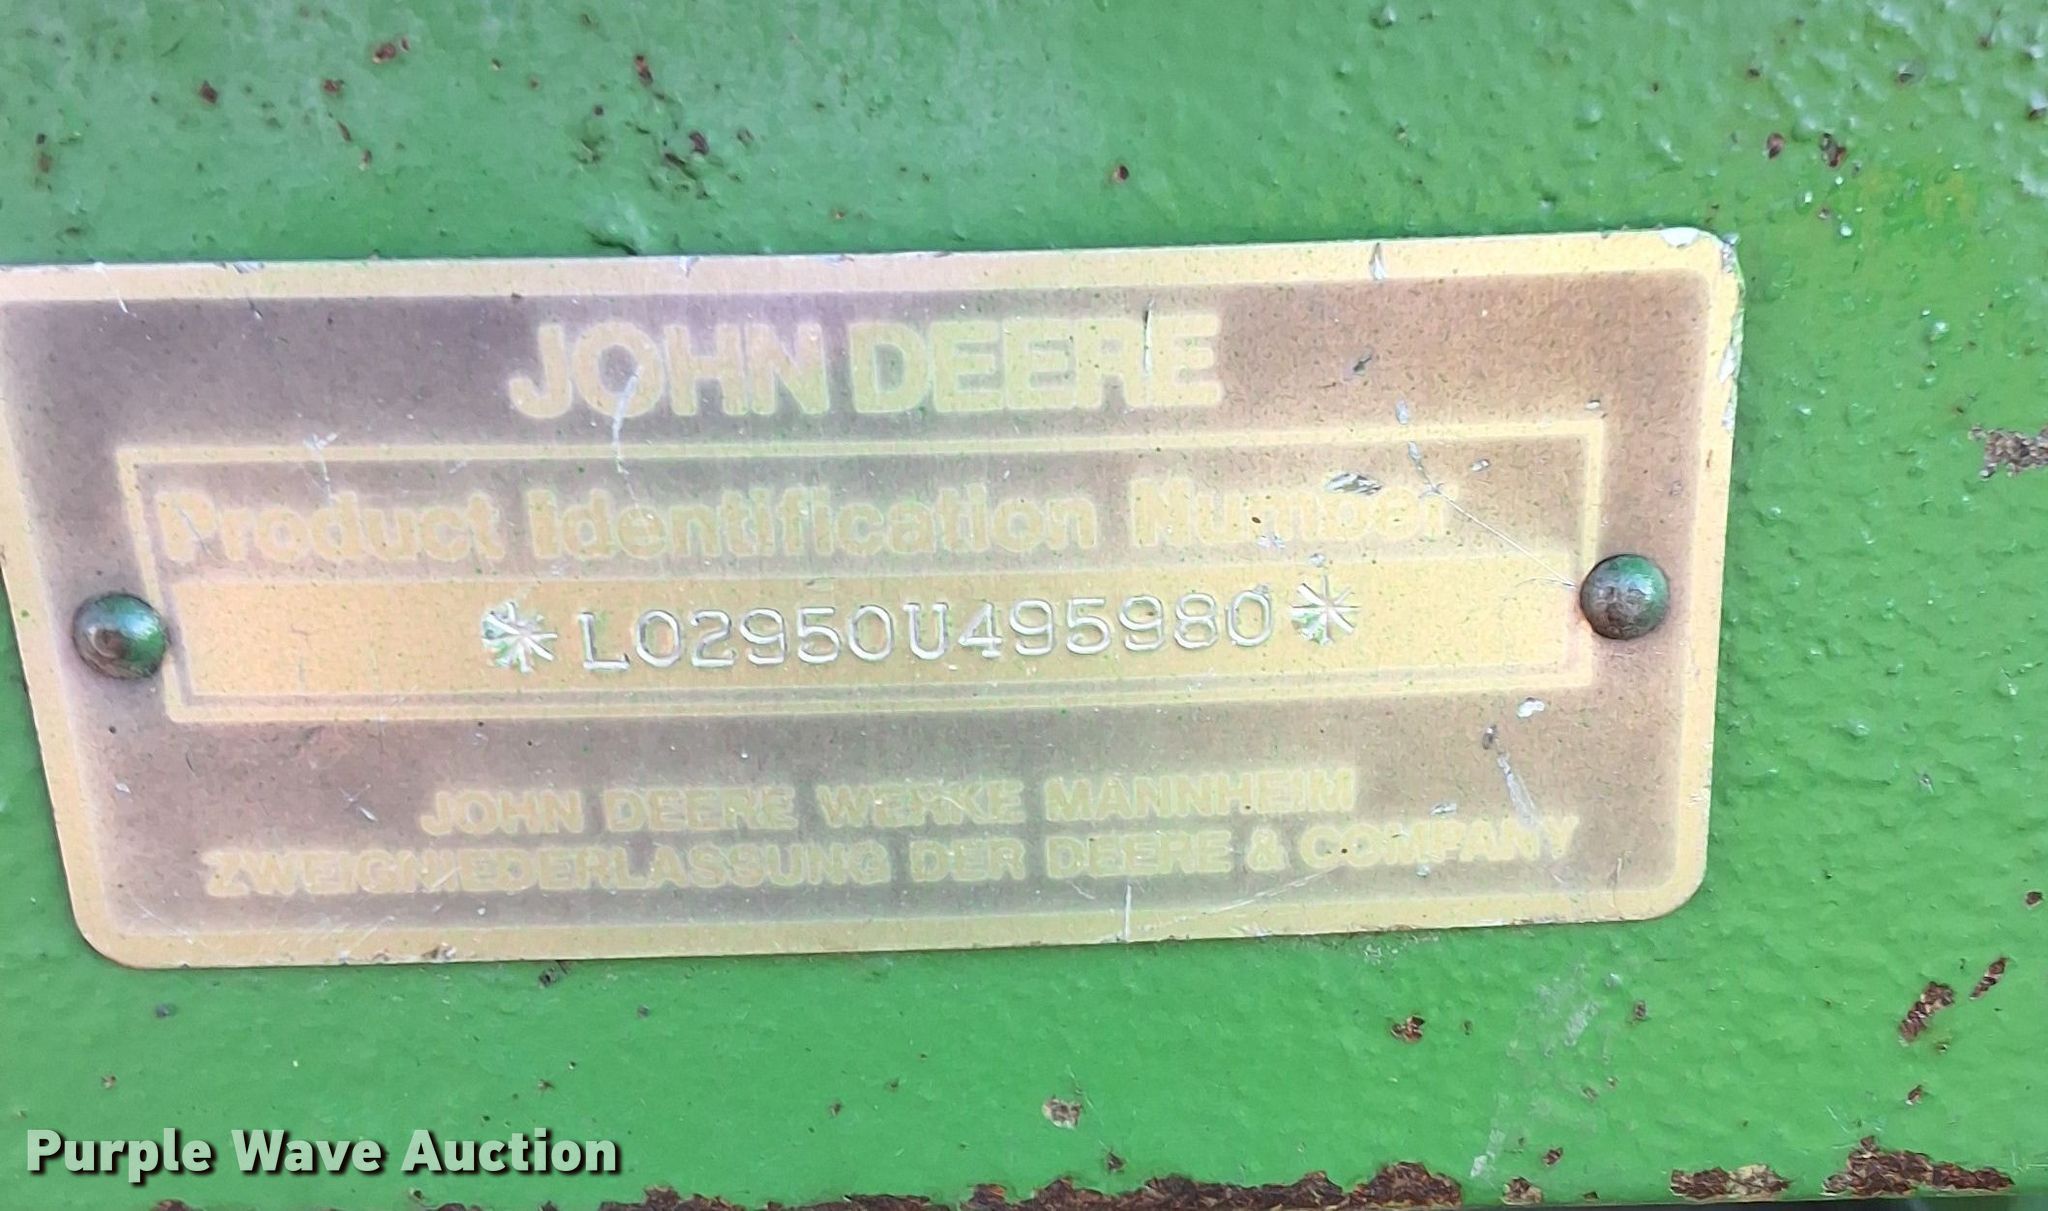 JOHN DEERE
Product Identification Number
*L02950U495980*
JOHN DEERE WERKE MANNHEIM
ZWEIGNIEDERLASSUNG DER DEERE & COMPANY
Purple Wave Auction